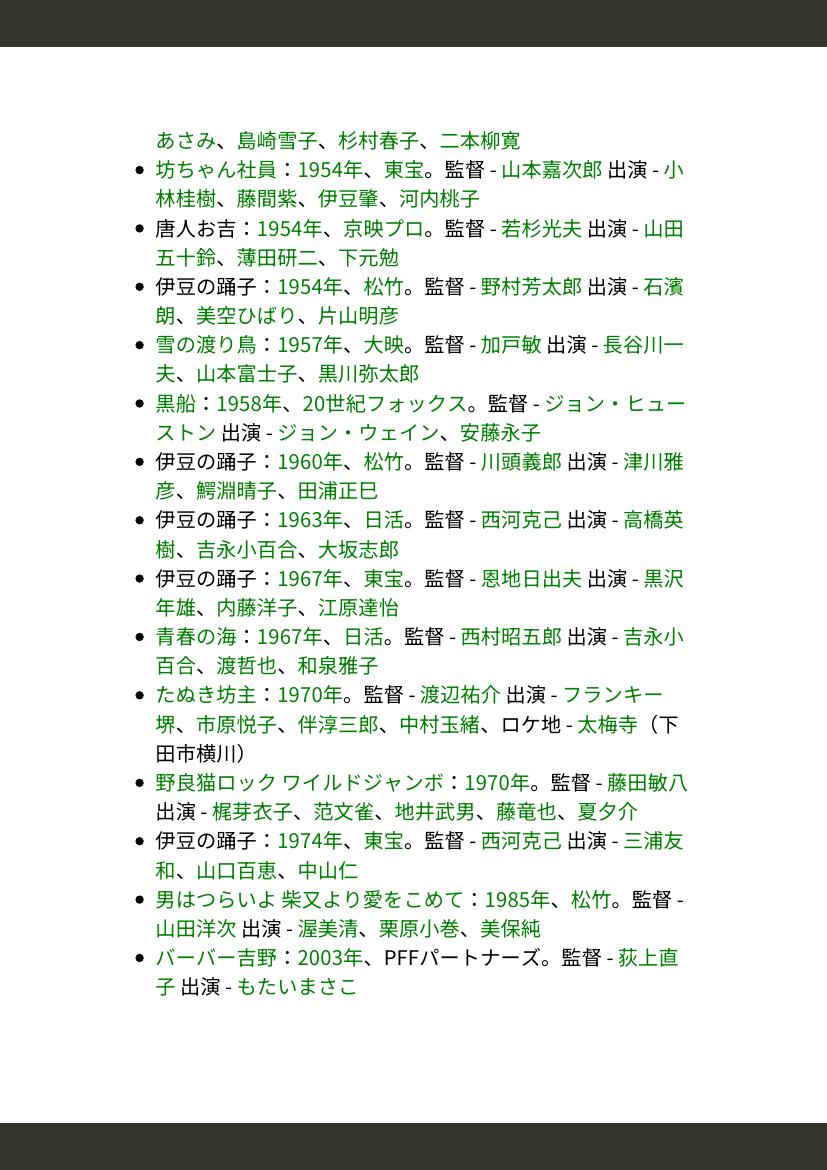 あさみ、島崎雪子、杉村春子、二本柳寛
● 坊ちゃん社員：1954年、東宝。監督 - 山本嘉次郎 出演 - 小
林桂樹、藤間紫、伊豆肇、河内桃子
● 唐人お吉：1954年、京映プロ。監督 - 若杉光夫 出演 - 山田
五十鈴、薄田研二、下元勉
● 伊豆の踊子：1954年、松竹。監督 - 野村芳太郎 出演 - 石濱
朗、美空ひばり、片山明彦
● 雪の渡り鳥：1957年、大映。監督 - 加戸敏 出演 - 長谷川一
夫、山本富士子、黒川弥太郎
● 黒船：1958年、20世紀フォックス。監督 - ジョン・ヒュー
ストン 出演 - ジョン・ウェイン、安藤永子
● 伊豆の踊子：1960年、松竹。監督 - 川頭義郎 出演 - 津川雅
彦、鰐淵晴子、田浦正巳
● 伊豆の踊子：1963年、日活。監督 - 西河克己 出演 - 高橋英
樹、吉永小百合、大坂志郎
● 伊豆の踊子：1967年、東宝。監督 - 恩地日出夫 出演 - 黒沢
年雄、内藤洋子、江原達怡
● 青春の海：1967年、日活。監督 - 西村昭五郎 出演 - 吉永小
百合、渡哲也、和泉雅子
● たぬき坊主：1970年。監督 - 渡辺祐介 出演 - フランキー
堺、市原悦子、伴淳三郎、中村玉緒、ロケ地 - 太梅寺（下
田市横川）
● 野良猫ロック ワイルドジャンボ：1970年。監督 - 藤田敏八
出演 - 梶芽衣子、范文雀、地井武男、藤竜也、夏夕介
● 伊豆の踊子：1974年、東宝。監督 - 西河克己 出演 - 三浦友
和、山口百恵、中山仁
● 男はつらいよ 柴又より愛をこめて：1985年、松竹。監督 -
山田洋次 出演 - 渥美清、栗原小巻、美保純
● バーバー吉野：2003年、PFFパートナーズ。監督 - 荻上直
子 出演 - もたいまさこ